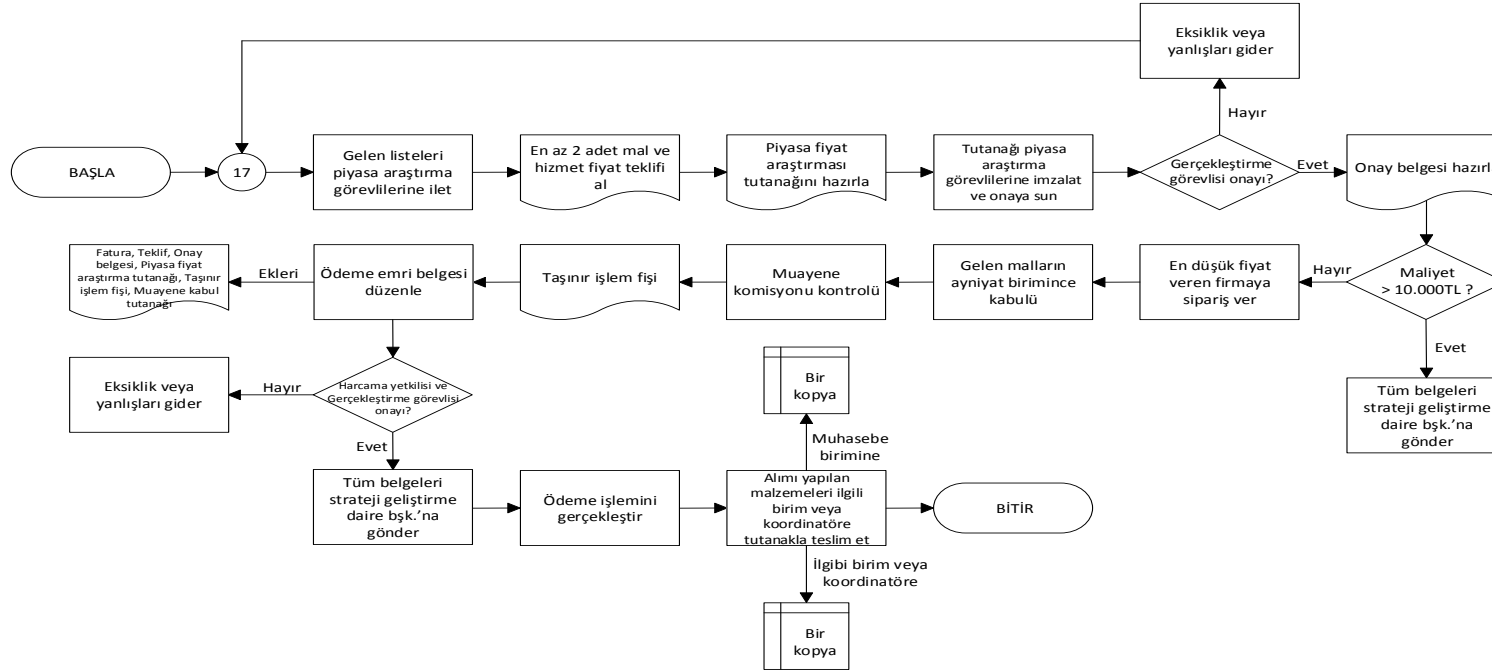 Eksiklik veya
yanlışları gider
Hayır
BAŞLA
17
Gelen listeleri
piyasa araştırma
görevlilerine ilet
En az 2 adet mal ve
hizmet fiyat teklifi
al
Piyasa fiyat
araştırması
tutanağını hazırla
Tutanağı piyasa
araştırma
görevlilerine imzalat
ve onaya sun
Gerçekleştirme
görevlisi onayı?
Evet
Onay belgesi hazırl
Fatura, Teklif, Onay
belgesi, Piyasa fiyat
araştırma tutanağı, Taşınır
işlem fişi, Muayene kabul
tutanağı
Ekleri
Ödeme emri belgesi
düzenle
Taşınır işlem fişi
Muayene
komisyonu kontrolü
Gelen malların
ayniyat birimince
kabulü
En düşük fiyat
veren firmaya
sipariş ver
Hayır
Maliyet
> 10.000TL ?
Evet
Tüm belgeleri
strateji geliştirme
daire bşk.’na
gönder
Eksiklik veya
yanlışları gider
Hayır
Harcama yetkilisi ve
Gerçekleştirme görevlisi
onayı?
Evet
Bir
kopya
Muhasebe
birimine
Tüm belgeleri
strateji geliştirme
daire bşk.’na
gönder
Ödeme işlemini
gerçekleştir
Alımı yapılan
malzemeleri ilgili
birim veya
koordinatöre
tutanakla teslim et
BİTİR
İlgibi birim veya
koordinatöre
Bir
kopya